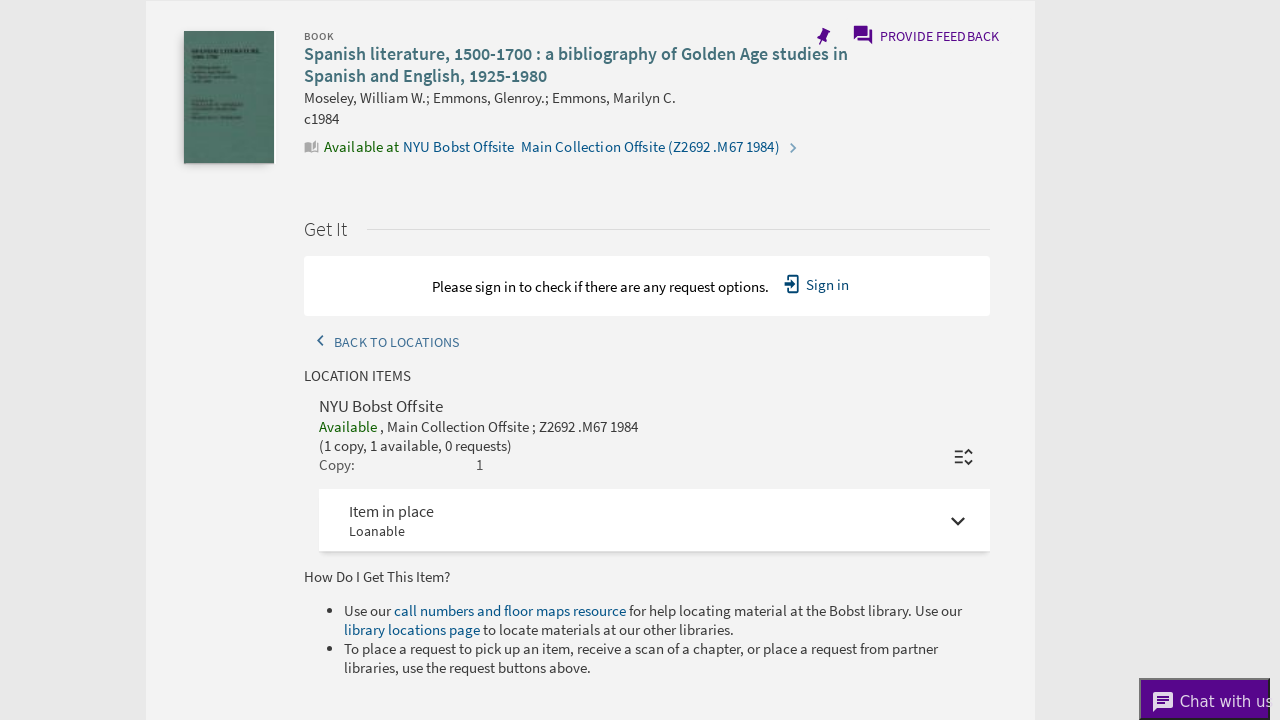 BOOK
PROVIDE FEEDBACK
Spanish literature, 1500-1700 : a bibliography of Golden Age studies in
Spanish and English, 1925-1980
Moseley, William W.; Emmons, Glenroy.; Emmons, Marilyn C.
c1984
Available at NYU Bobst Offsite Main Collection Offsite (Z2692 .M67 1984)
Get It
Please sign in to check if there are any request options. Sign in
BACK TO LOCATIONS
LOCATION ITEMS
NYU Bobst Offsite
Available , Main Collection Offsite ; Z2692 .M67 1984
(1 copy, 1 available, 0 requests)
Copy: 1
Item in place
Loanable
How Do I Get This Item?
Use our call numbers and floor maps resource for help locating material at the Bobst library. Use our
library locations page to locate materials at our other libraries.
To place a request to pick up an item, receive a scan of a chapter, or place a request from partner
libraries, use the request buttons above.
Chat with us